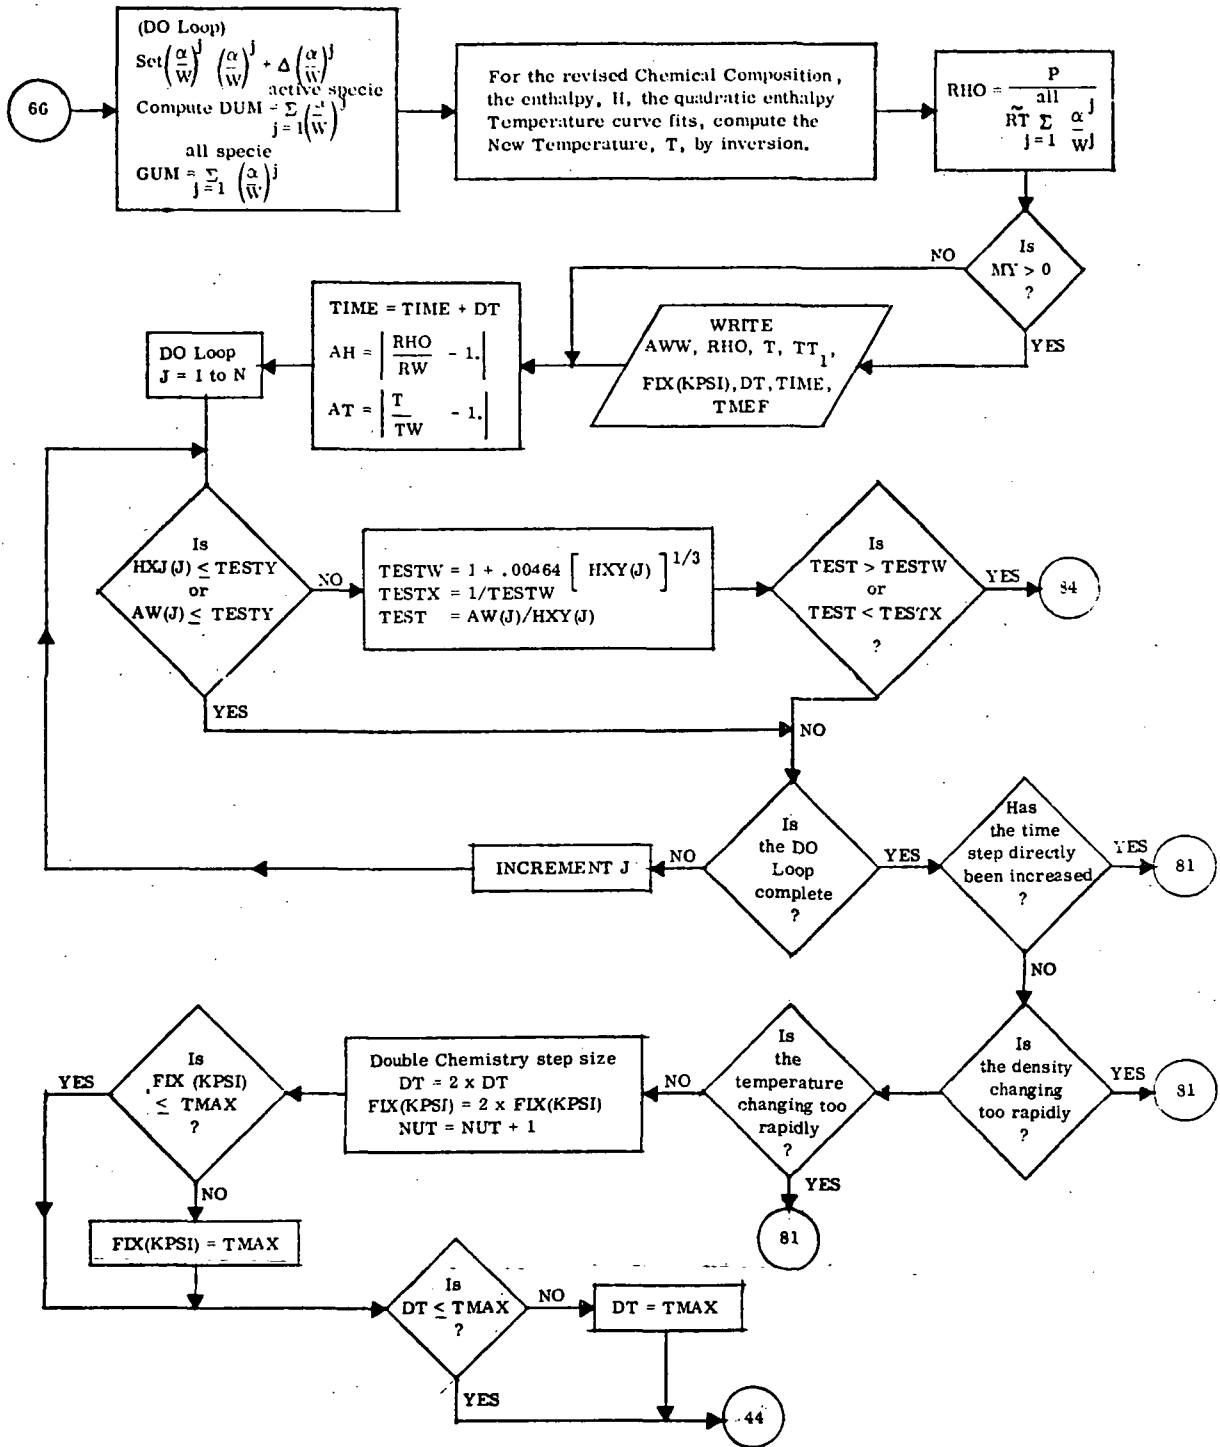 66
(DO Loop)
Set (α/W)^j (α/W)^j + Δ (α/W)^j
active specie
Compute DUM = Σ (α/W)^j
j = 1
all specie
GUM = Σ (α/W)^j
j = 1
For the revised Chemical Composition,
the enthalpy, H, the quadratic enthalpy
Temperature curve fits, compute the
New Temperature, T, by inversion.
P
RHO =
all
R̃T Σ α^j
j = 1 W^j
Is
MY > 0
?
NO
YES
WRITE
AWW, RHO, T, TT₁,
FIX(KPSI), DT, TIME,
TMEF
TIME = TIME + DT
AH = | RHO/RW - 1. |
AT = | T/TW - 1. |
DO Loop
J = 1 to N
Is
HXJ(J) ≤ TESTY
or
AW(J) ≤ TESTY
NO
YES
TESTW = 1 + .00464 [ HXY(J) ]^1/3
TESTX = 1/TESTW
TEST = AW(J)/HXY(J)
Is
TEST > TESTW
or
TEST < TESTX
?
YES
84
NO
Is
the DO
Loop
complete
?
NO
INCREMENT J
YES
Has
the time
step directly
been increased
?
YES
81
NO
Is
the density
changing
too rapidly
?
YES
81
Is
the
temperature
changing too
rapidly
?
YES
81
NO
Double Chemistry step size
DT = 2 x DT
FIX(KPSI) = 2 x FIX(KPSI)
NUT = NUT + 1
Is
FIX (KPSI)
≤ TMAX
?
YES
NO
FIX(KPSI) = TMAX
Is
DT ≤ TMAX
?
NO
DT = TMAX
YES
44